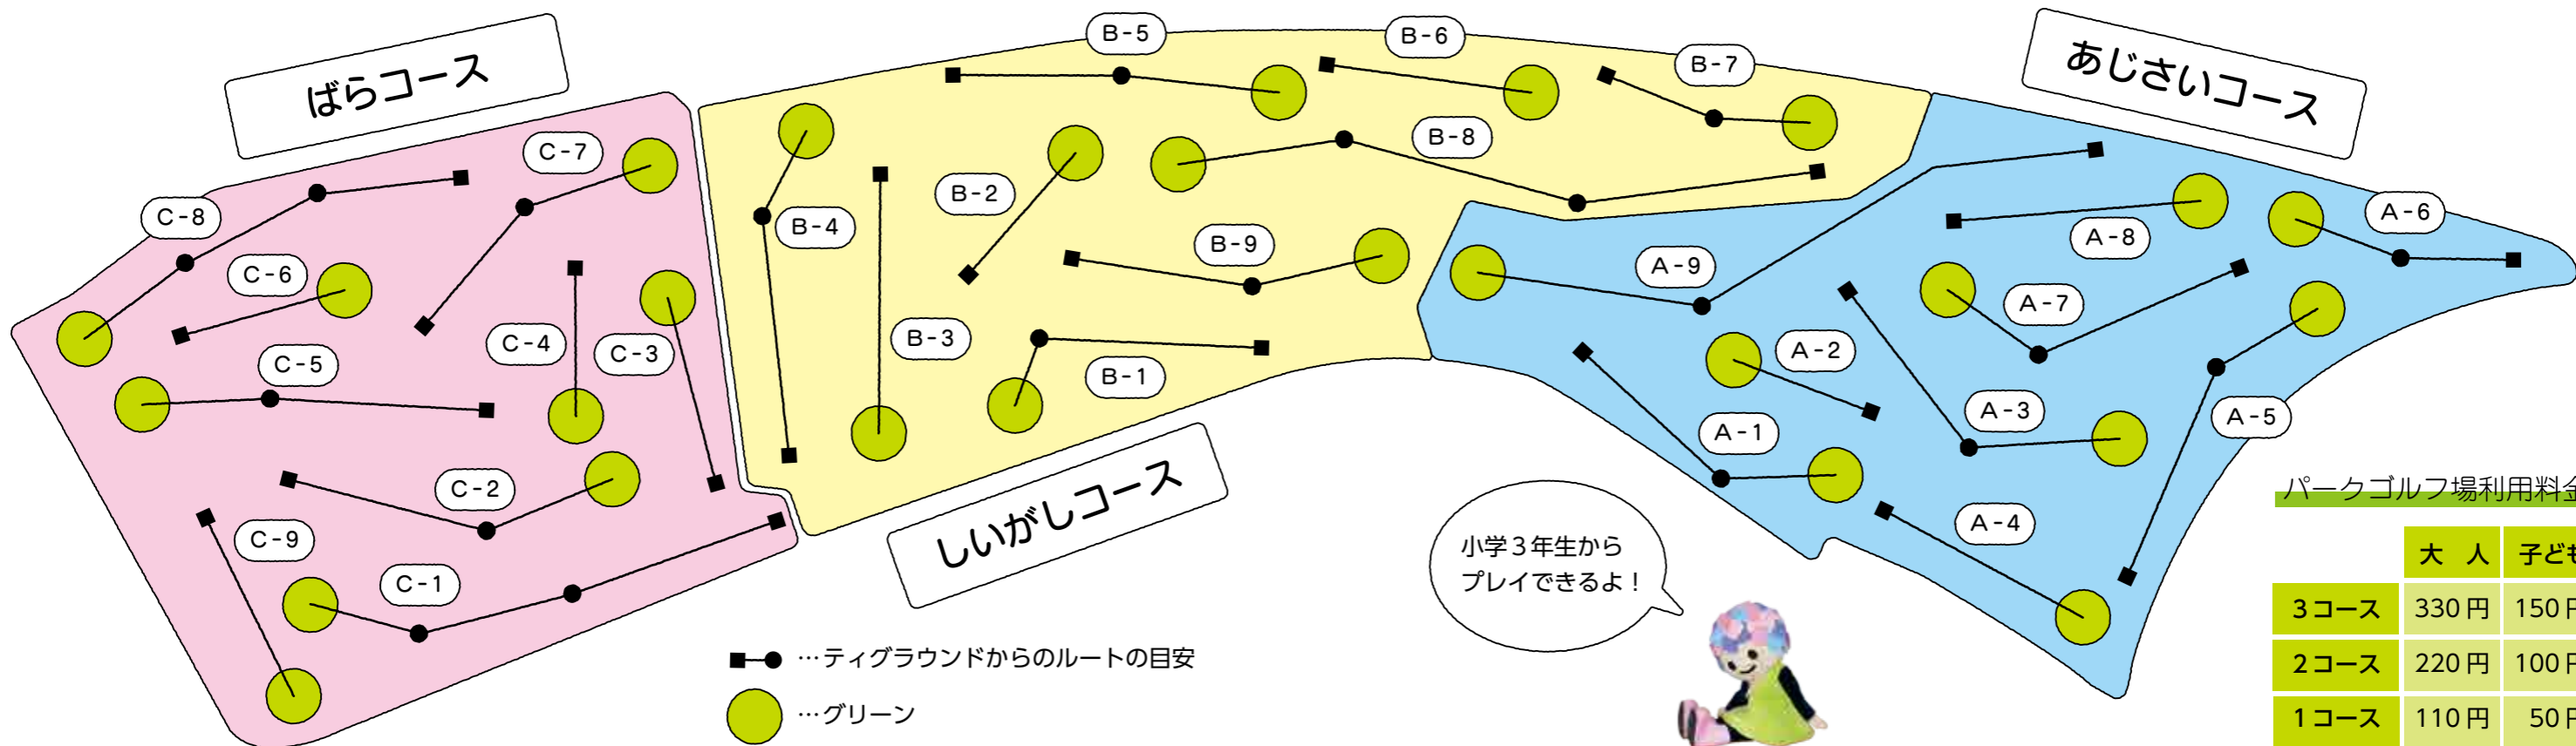 ばらコース
しいがしコース
あじさいコース
C-8
C-7
C-6
C-5
C-4
C-3
C-2
C-9
C-1
B-5
B-6
B-7
B-8
B-2
B-4
B-9
B-3
B-1
A-6
A-8
A-9
A-7
A-2
A-3
A-1
A-5
A-4
…ティグラウンドからのルートの目安
…グリーン
小学3年生から
プレイできるよ！
パークゴルフ場利用料金
大 人 子ども
3コース 330円 150円
2コース 220円 100円
1コース 110円 50円